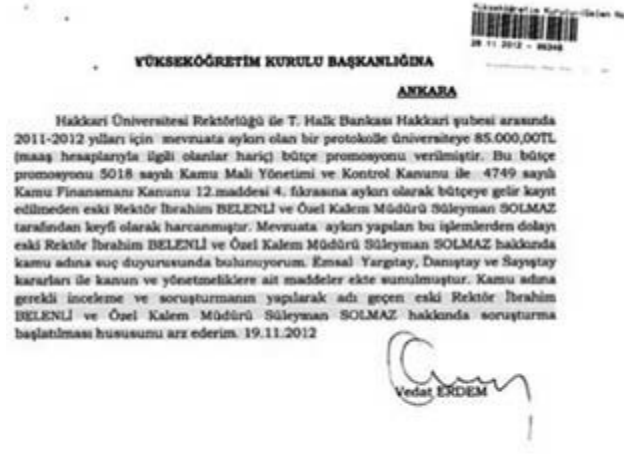 Yükseköğretim Kurulu-Gelen
28 11 2012 -
YÜKSEKÖĞRETİM KURULU BAŞKANLIĞINA
ANKARA
Hakkari Üniversitesi Rektörlüğü ile T. Halk Bankası Hakkari şubesi arasında
2011-2012 yılları için mevzuata aykırı olan bir protokolle üniversiteye 85.000,00TL
(maaş hesaplarıyla ilgili olanlar hariç) bütçe promosyonu verilmiştir. Bu bütçe
promosyonu 5018 sayılı Kamu Mali Yönetimi ve Kontrol Kanunu ile 4749 sayılı
Kamu Finansmanı Kanunu 12.maddesi 4. fıkrasına aykırı olarak bütçeye gelir kayıt
edilmeden eski Rektör İbrahim BELENLİ ve Özel Kalem Müdürü Süleyman SOLMAZ
tarafından keyfi olarak harcanmıştır. Mevzuata aykırı yapılan bu işlemlerden dolayı
eski Rektör İbrahim BELENLİ ve Özel Kalem Müdürü Süleyman SOLMAZ hakkında
kamu adına suç duyurusunda bulunuyorum. Emsal Yargıtay, Danıştay ve Sayıştay
kararları ile kanun ve yönetmeliklere ait maddeler ekte sunulmuştur. Kamu adına
gerekli inceleme ve soruşturmanın yapılarak adı geçen eski Rektör İbrahim
BELENLİ ve Özel Kalem Müdürü Süleyman SOLMAZ hakkında soruşturma
başlatılması hususunu arz ederim. 19.11.2012
Vedat ERDEM